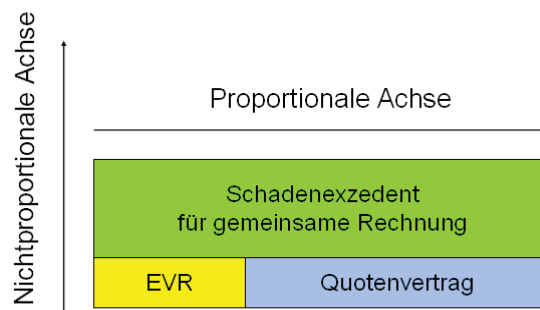 Nichtproportionale Achse
Proportionale Achse
Schadenexzedent
für gemeinsame Rechnung
EVR
Quotenvertrag